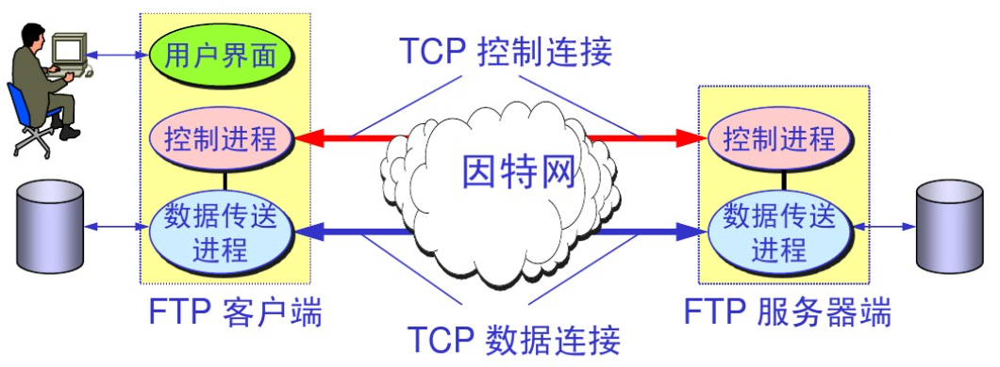 TCP 控制连接
用户界面
控制进程
因特网
控制进程
数据传送
进程
数据传送
进程
FTP 客户端
FTP 服务器端
TCP 数据连接